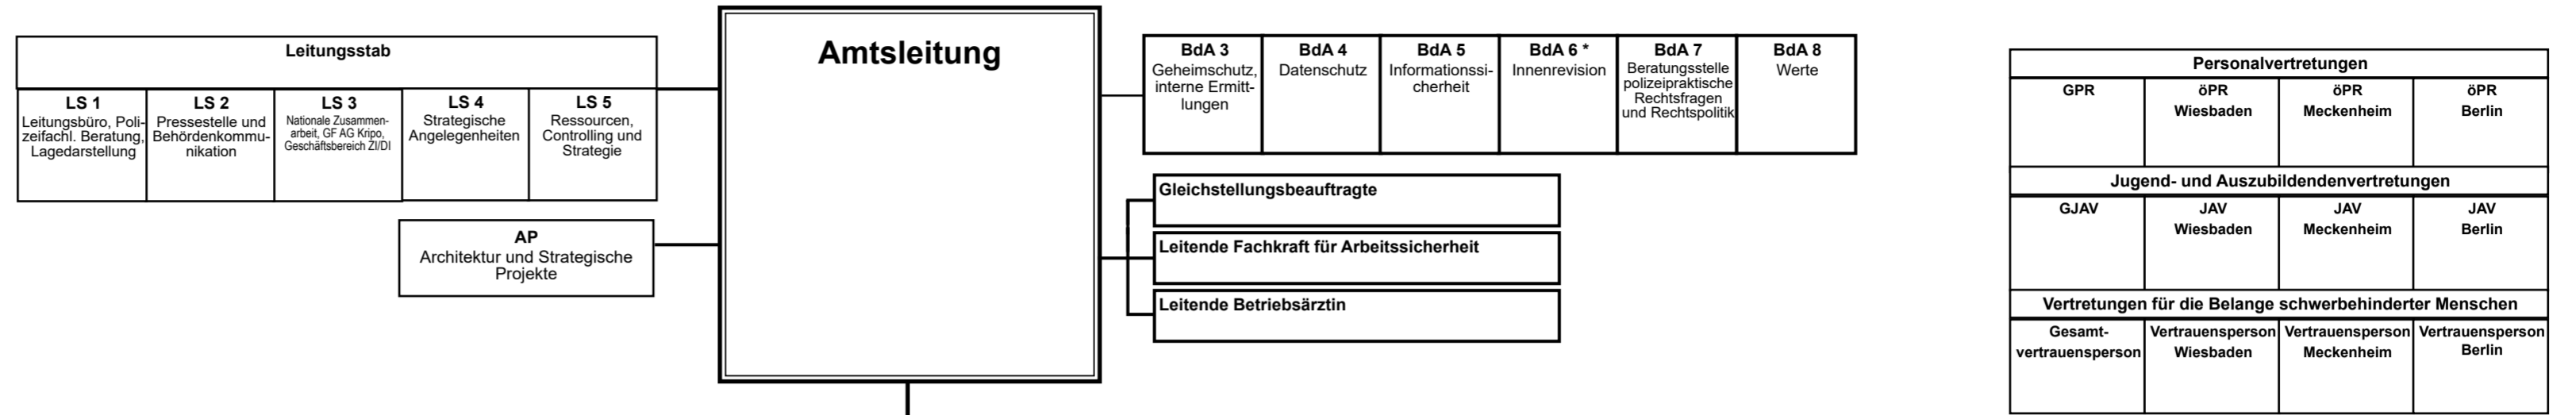 Leitungsstab
LS 1
Leitungsbüro, Poli-
zeifachl. Beratung,
Lagedarstellung
LS 2
Pressestelle und
Behördenkommu-
nikation
LS 3
Nationale Zusammen-
arbeit, GF AG Kripo,
Geschäftsbereich ZI/DI
LS 4
Strategische
Angelegenheiten
LS 5
Ressourcen,
Controlling und
Strategie
AP
Architektur und Strategische
Projekte
Amtsleitung
BdA 3
Geheimschutz,
interne Ermitt-
lungen
BdA 4
Datenschutz
BdA 5
Informationssi-
cherheit
BdA 6 *
Innenrevision
BdA 7
Beratungsstelle
polizeipraktische
Rechtsfragen
und Rechtspolitik
BdA 8
Werte
Gleichstellungsbeauftragte
Leitende Fachkraft für Arbeitssicherheit
Leitende Betriebsärztin
Personalvertretungen
GPR
öPR
Wiesbaden
öPR
Meckenheim
öPR
Berlin
Jugend- und Auszubildendenvertretungen
GJAV
JAV
Wiesbaden
JAV
Meckenheim
JAV
Berlin
Vertretungen für die Belange schwerbehinderter Menschen
Gesamt-
vertrauensperson
Vertrauensperson
Wiesbaden
Vertrauensperson
Meckenheim
Vertrauensperson
Berlin